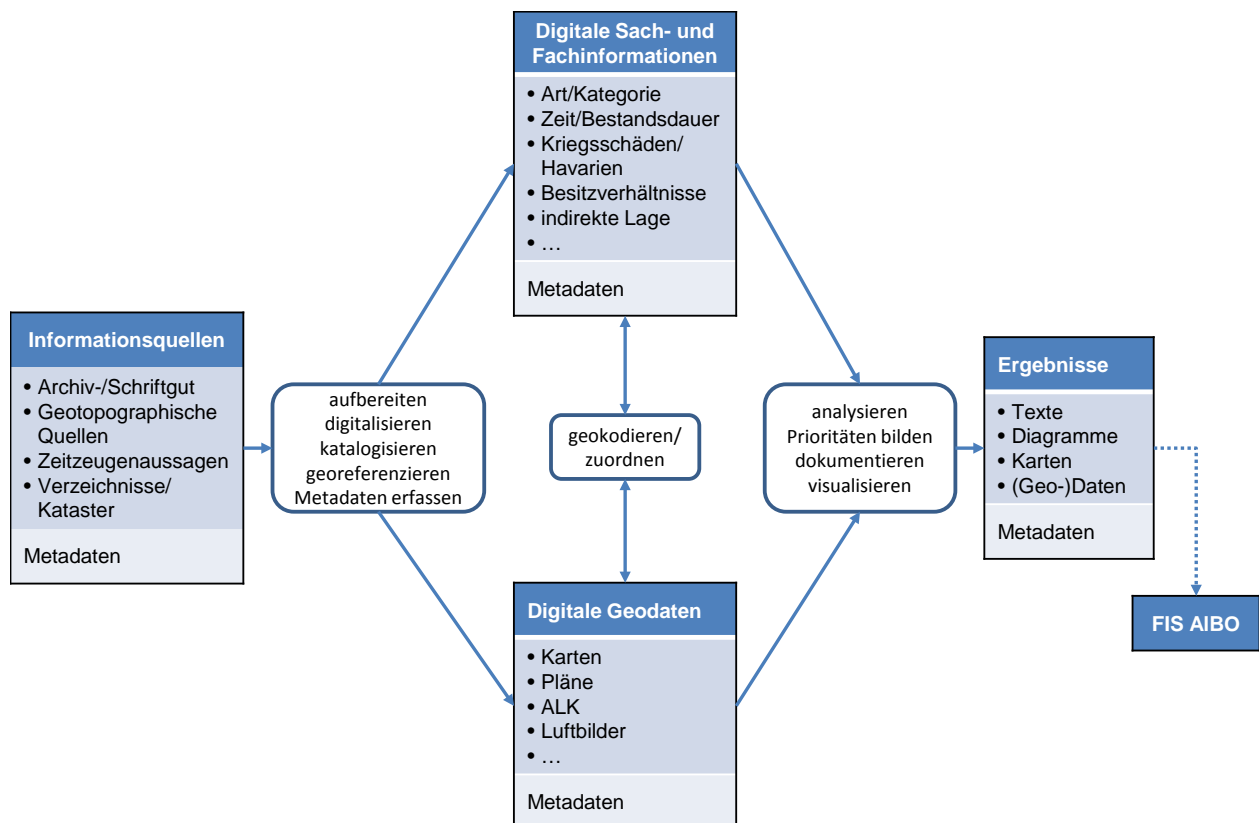 Informationsquellen
• Archiv-/Schriftgut
• Geotopographische
Quellen
• Zeitzeugenaussagen
• Verzeichnisse/
Kataster
Metadaten
aufbereiten
digitalisieren
katalogisieren
georeferenzieren
Metadaten erfassen
Digitale Sach- und
Fachinformationen
• Art/Kategorie
• Zeit/Bestandsdauer
• Kriegsschäden/
Havarien
• Besitzverhältnisse
• indirekte Lage
• …
Metadaten
geokodieren/
zuordnen
Digitale Geodaten
• Karten
• Pläne
• ALK
• Luftbilder
• …
Metadaten
analysieren
Prioritäten bilden
dokumentieren
visualisieren
Ergebnisse
• Texte
• Diagramme
• Karten
• (Geo-)Daten
Metadaten
FIS AlBO